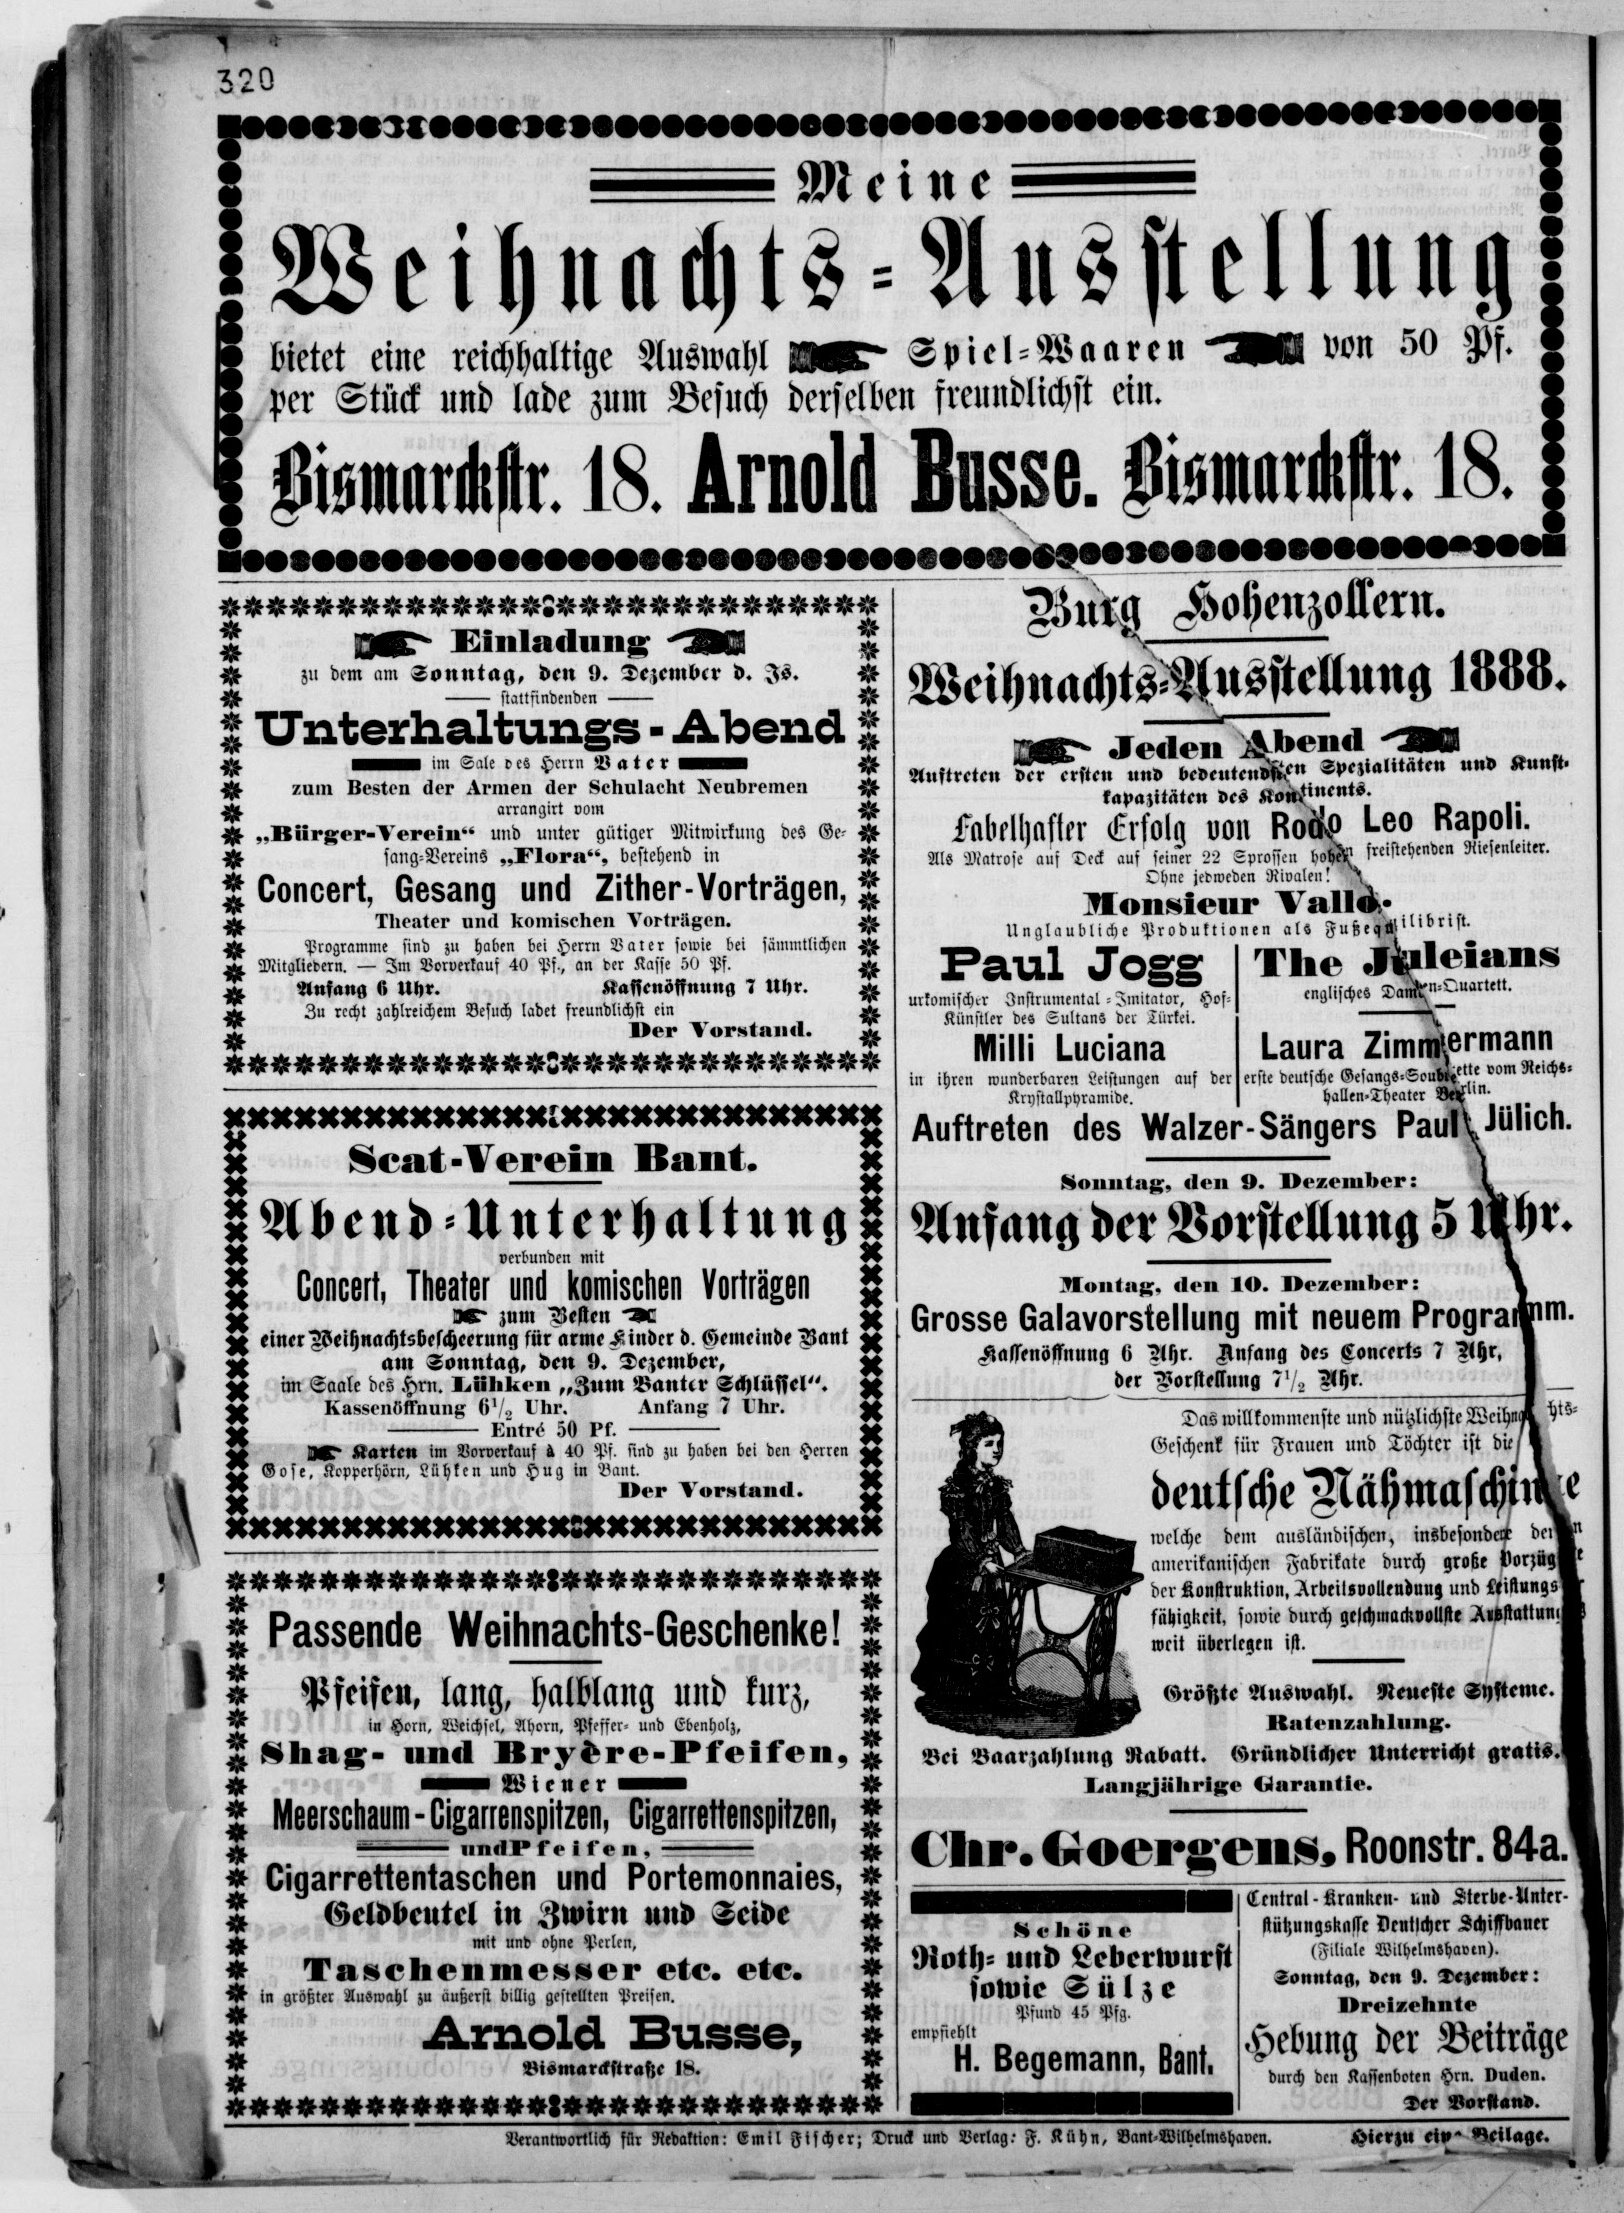 320
Meine
Weihnachts-Ausstellung
bietet eine reichhaltige Auswahl Spiel-Waaren von 50 Pf.
per Stück und lade zum Besuch derselben freundlichst ein.
Bismarckstr. 18. Arnold Busse. Bismarckstr. 18.
Einladung
zu dem am Sonntag, den 9. Dezember d. Js.
stattfindenden
Unterhaltungs-Abend
im Sale des Herrn Vater
zum Besten der Armen der Schulacht Neubremen
arrangirt vom
„Bürger-Verein“ und unter gütiger Mitwirkung des Ge-
sang-Vereins „Flora“, bestehend in
Concert, Gesang und Zither-Vorträgen,
Theater und komischen Vorträgen.
Programme sind zu haben bei Herrn Vater sowie bei sämmtlichen
Mitgliedern. — Im Vorverkauf 40 Pf., an der Kasse 50 Pf.
Anfang 6 Uhr. Kassenöffnung 7 Uhr.
Zu recht zahlreichem Besuch ladet freundlichst ein
Der Vorstand.
Scat-Verein Bant.
Abend-Unterhaltung
verbunden mit
Concert, Theater und komischen Vorträgen
zum Besten
einer Weihnachtsbescheerung für arme Kinder d. Gemeinde Bant
am Sonntag, den 9. Dezember,
im Saale des Hrn. Lühken „Zum Banter Schlüssel“.
Kassenöffnung 6½ Uhr. Anfang 7 Uhr.
Entré 50 Pf.
Karten im Vorverkauf à 40 Pf. sind zu haben bei den Herren
Gose, Kopperhörn, Lühken und Hug in Bant.
Der Vorstand.
Passende Weihnachts-Geschenke!
Pfeifen, lang, halblang und kurz,
in Horn, Weichsel, Ahorn, Pfeffer- und Ebenholz,
Shag- und Bryère-Pfeifen,
Wiener
Meerschaum-Cigarrenspitzen, Cigarrettenspitzen,
und Pfeifen,
Cigarrettentaschen und Portemonnaies,
Geldbeutel in Zwirn und Seide
mit und ohne Perlen,
Taschenmesser etc. etc.
in größter Auswahl zu äußerst billig gestellten Preisen.
Arnold Busse,
Bismarckstraße 18.
Burg Hohenzollern.
Weihnachts-Ausstellung 1888.
Jeden Abend
Auftreten der ersten und bedeutendsten Spezialitäten und Kunst-
kapazitäten des Kontinents.
Fabelhafter Erfolg von Rodo Leo Rapoli.
Als Matrose auf Deck auf seiner 22 Sprossen hohen freistehenden Riesenleiter.
Ohne jedweden Rivalen!
Monsieur Vallo.
Unglaubliche Produktionen als Fußequilibrist.
Paul Jogg
urkomischer Instrumental-Imitator, Hof-
Künstler des Sultans der Türkei.
The Juleians
englisches Damen-Quartett.
Milli Luciana
in ihren wunderbaren Leistungen auf der
Krystallpyramide.
Laura Zimmermann
erste deutsche Gesangs-Soubrette vom Reichs-
hallen-Theater Berlin.
Auftreten des Walzer-Sängers Paul Jülich.
Sonntag, den 9. Dezember:
Anfang der Vorstellung 5 Uhr.
Montag, den 10. Dezember:
Grosse Galavorstellung mit neuem Programm.
Kassenöffnung 6 Uhr. Anfang des Concerts 7 Uhr,
der Vorstellung 7½ Uhr.
Das willkommenste und nützlichste Weihnachts-
Geschenk für Frauen und Töchter ist die
deutsche Nähmaschine
welche dem ausländischen, insbesondere den
amerikanischen Fabrikate durch große Vorzüge
der Konstruktion, Arbeitsvollendung und Leistungs-
fähigkeit, sowie durch geschmackvollste Ausstattung
weit überlegen ist.
Größte Auswahl. Neueste Systeme.
Ratenzahlung.
Bei Baarzahlung Rabatt. Gründlicher Unterricht gratis.
Langjährige Garantie.
Chr. Goergens, Roonstr. 84a.
Schöne
Roth- und Leberwurst
sowie Sülze
Pfund 45 Pfg.
empfiehlt
H. Begemann, Bant.
Central-Kranken- und Sterbe-Unter-
stützungskasse Deutscher Schiffbauer
(Filiale Wilhelmshaven).
Sonntag, den 9. Dezember:
Dreizehnte
Hebung der Beiträge
durch den Kassenboten Hrn. Duden.
Der Vorstand.
Verantwortlich für Redaktion: Emil Fischer; Druck und Verlag: F. Kühn, Bant-Wilhelmshaven. Hierzu eine Beilage.